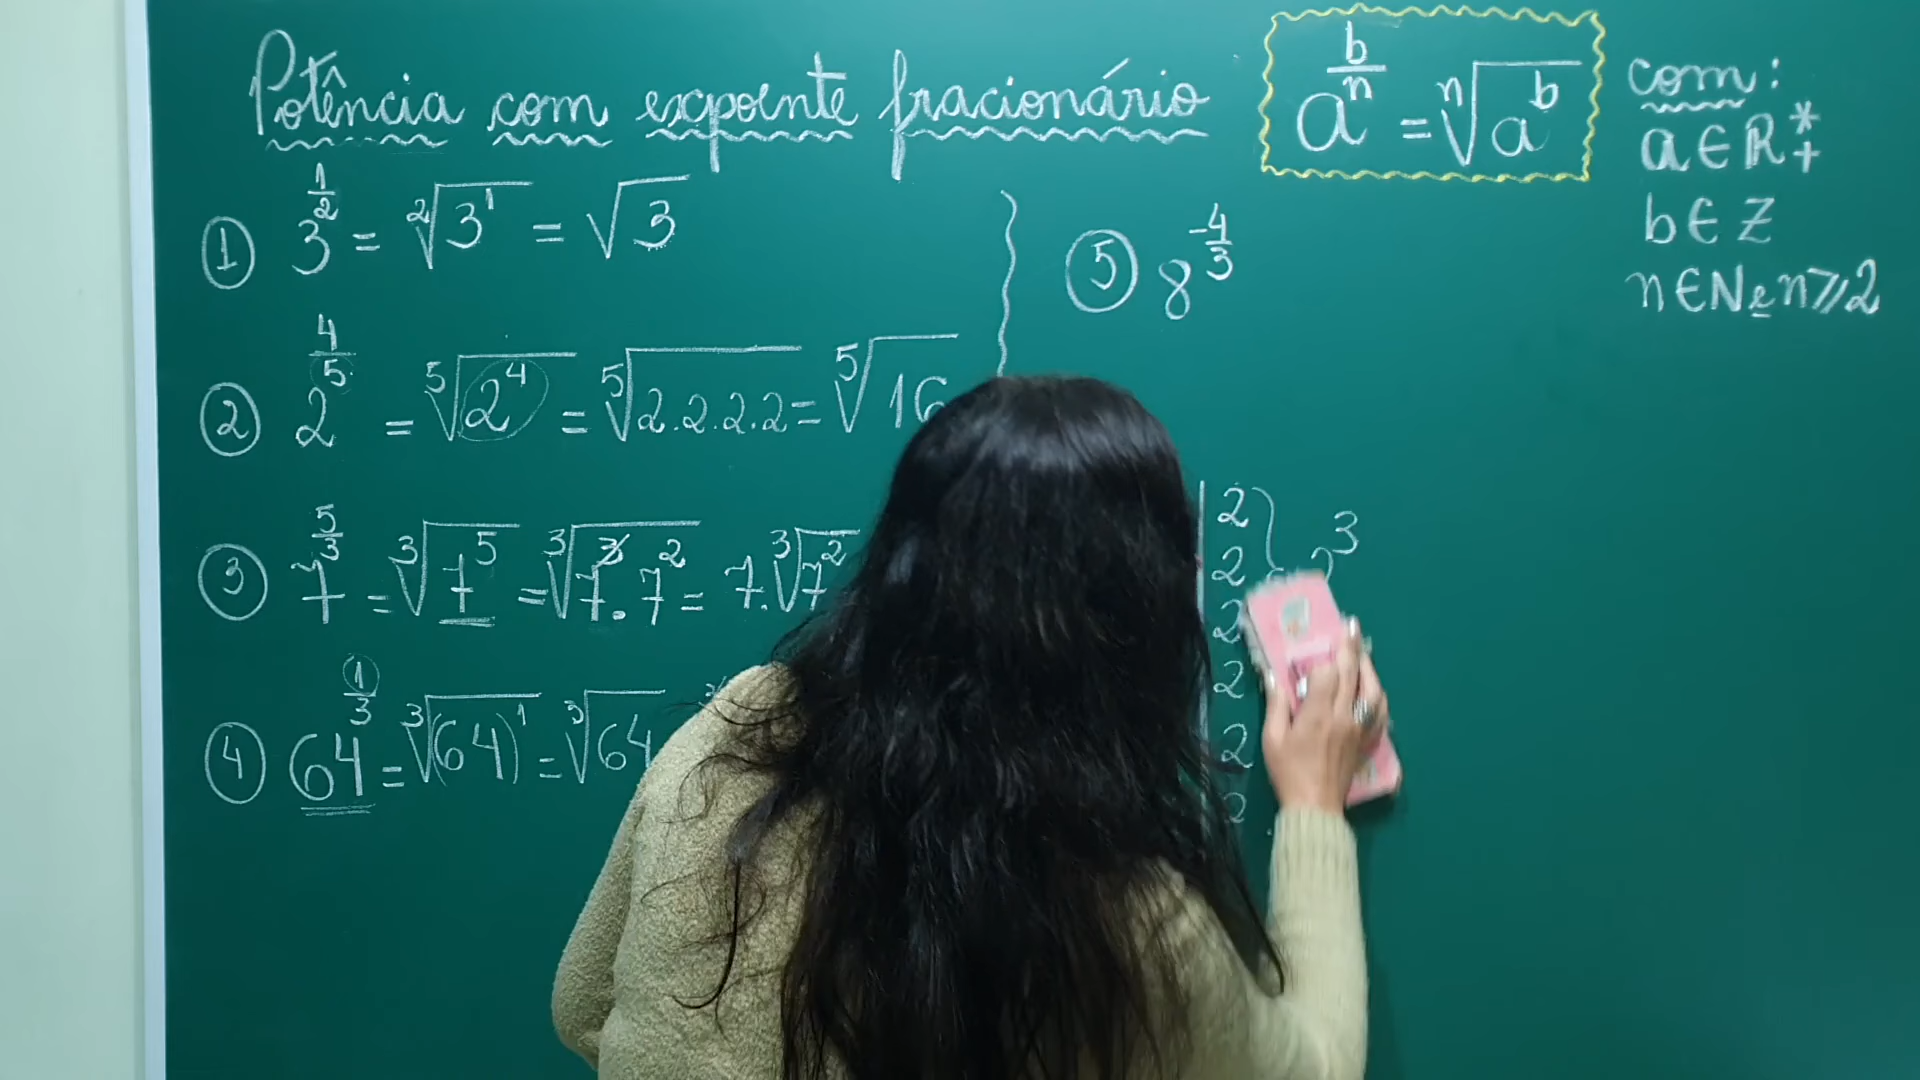 Potência com expoente fracionário
a^(b/n) = ⁿ√(a^b)
com:
a ∈ R*₊
b ∈ Z
n ∈ N e n ⩾ 2
① 3^(1/2) = ²√(3¹) = √3
② 2^(4/5) = ⁵√(2⁴) = ⁵√(2.2.2.2) = ⁵√16
③ 7^(5/3) = ³√(7⁵) = ³√(7³.7²) = 7.³√(7²)
④ 64^(1/3) = ³√((64)¹) = ³√64
⑤ 8^(-4/3)
2
2
2
2
2
2
3